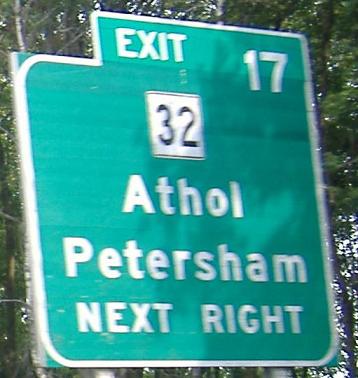 EXIT 17
32
Athol
Petersham
NEXT RIGHT